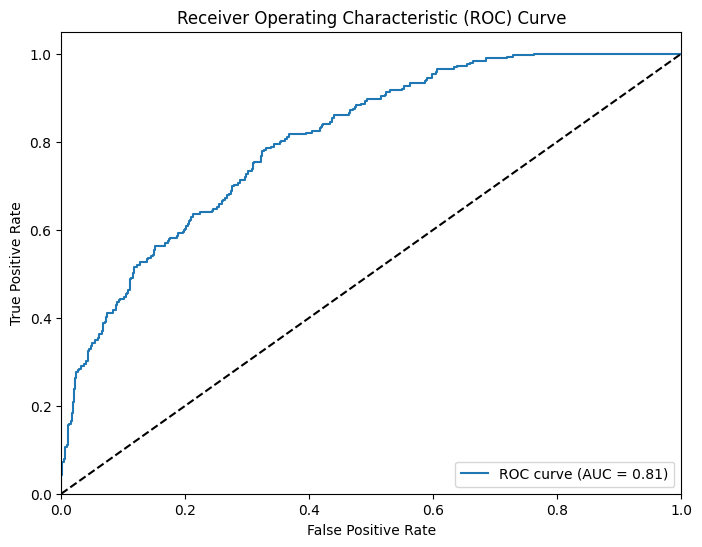 Receiver Operating Characteristic (ROC) Curve
1.0
0.8
0.6
0.4
0.2
0.0
True Positive Rate
ROC curve (AUC = 0.81)
0.0 0.2 0.4 0.6 0.8 1.0
False Positive Rate